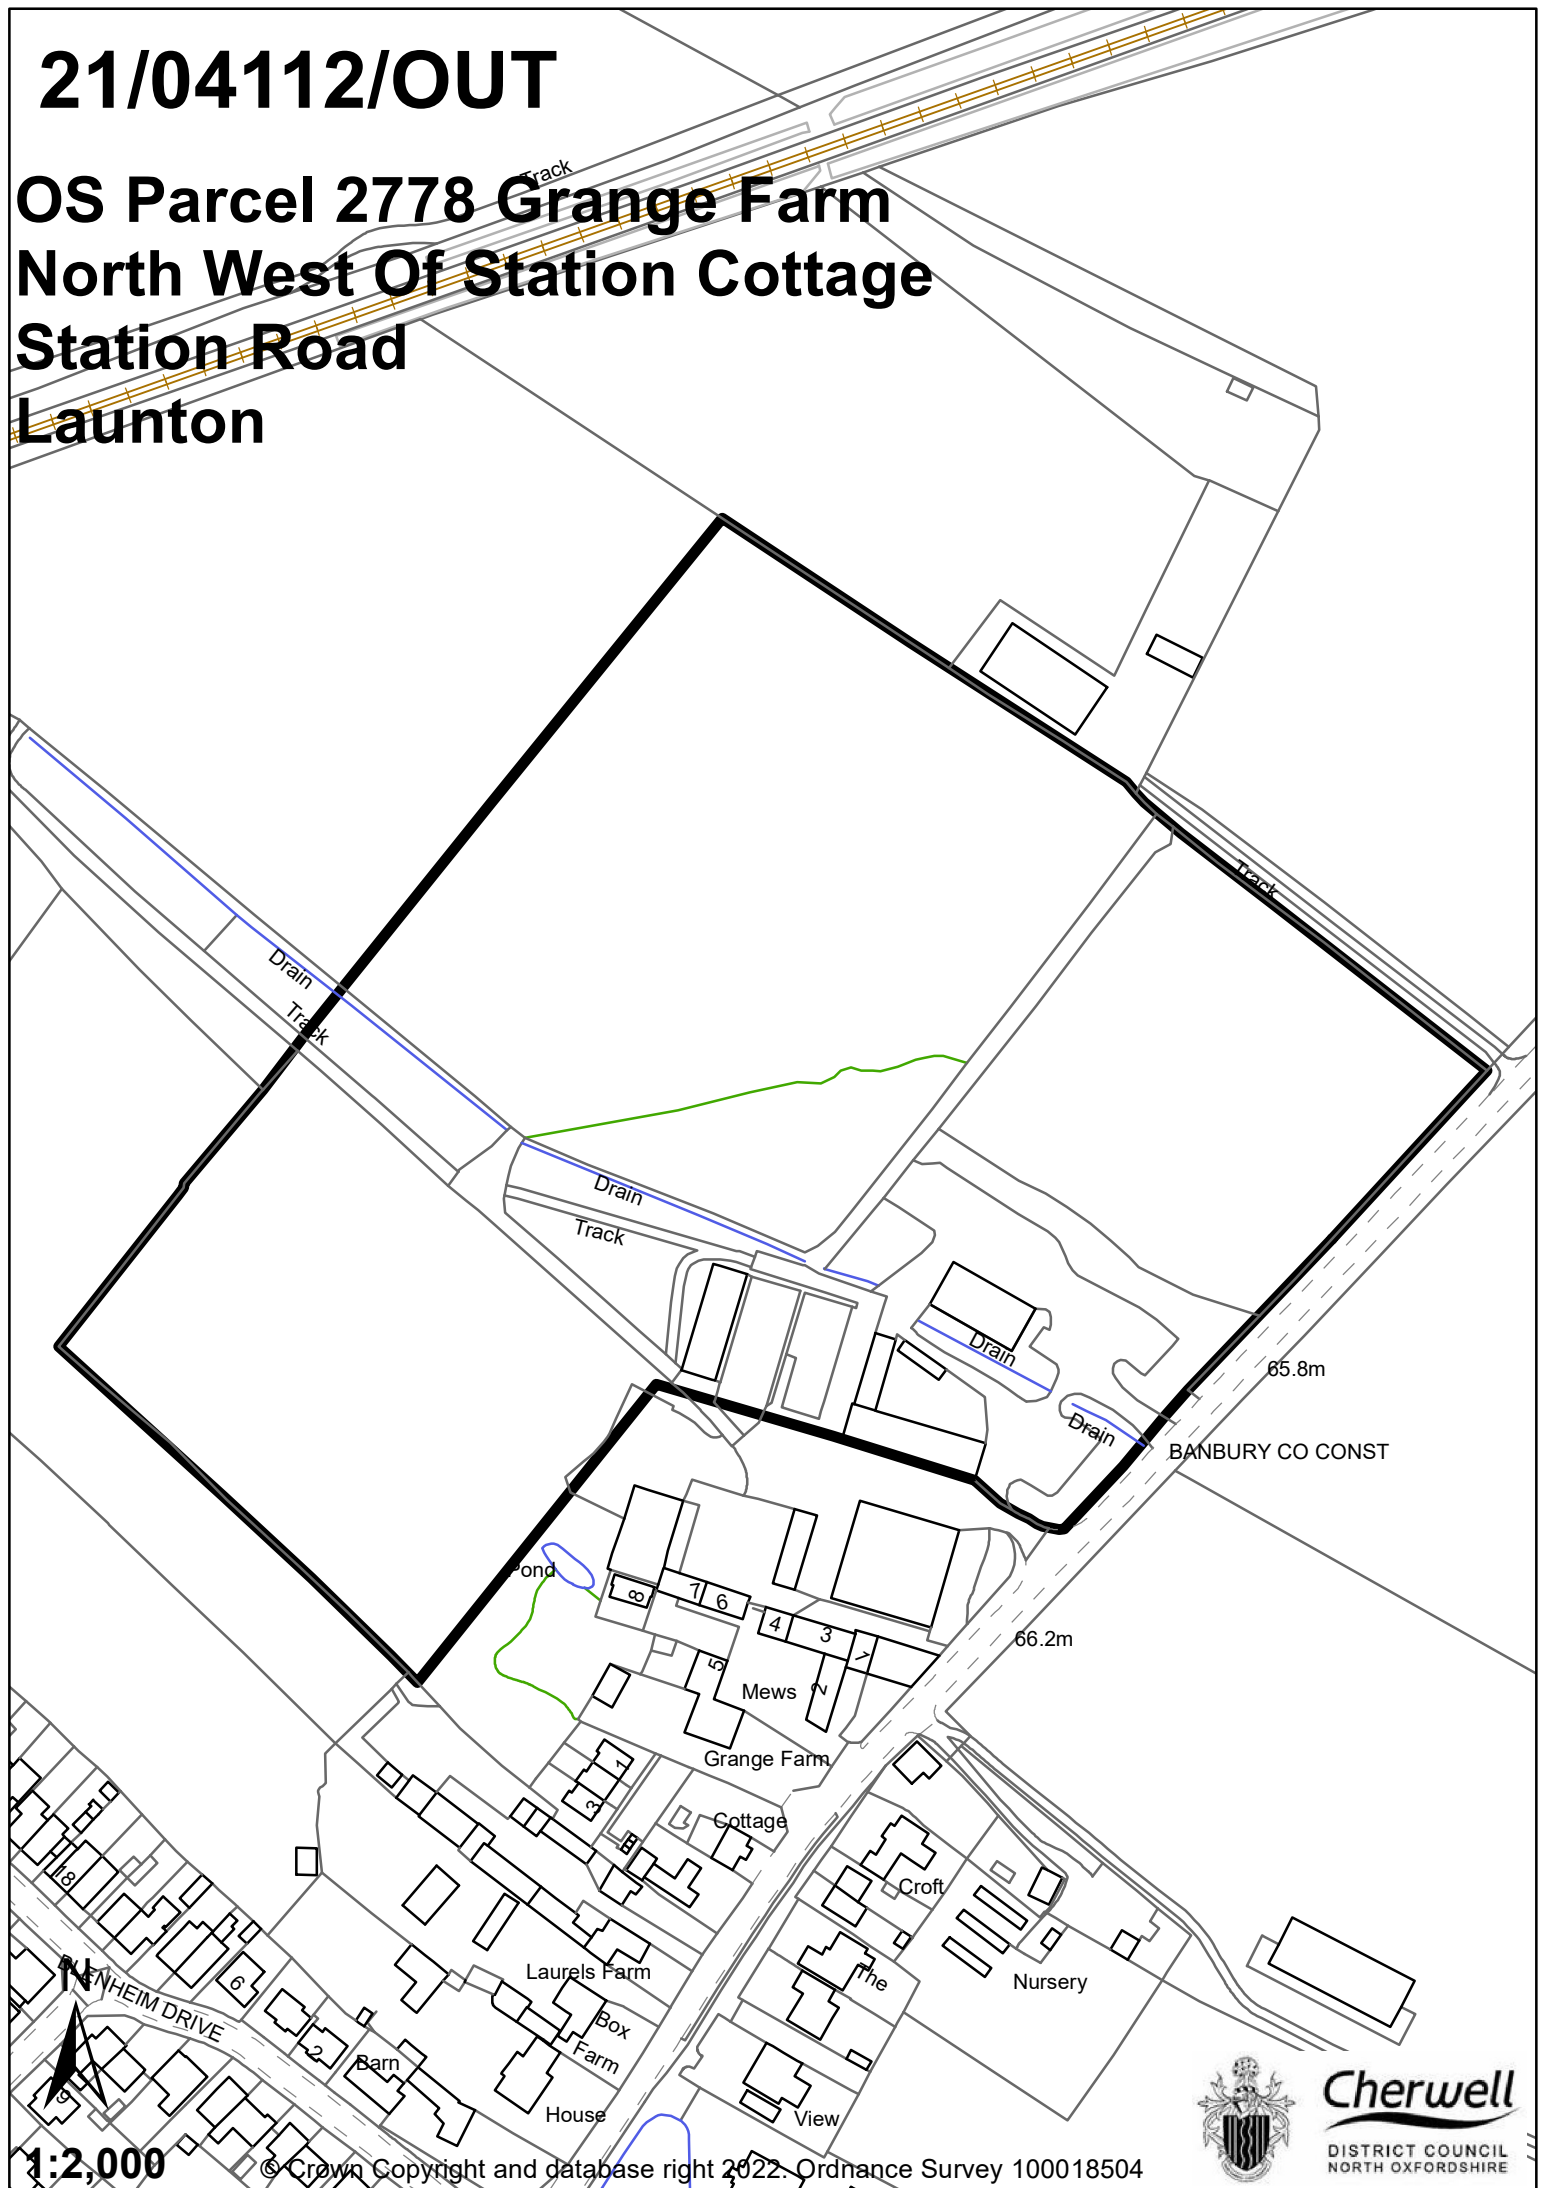 21/04112/OUT
Track
OS Parcel 2778 Grange Farm
North West Of Station Cottage
Station Road
Launton
Track
Drain
Track
Drain
Track
Drain
65.8m
Drain
BANBURY CO CONST
Pond
8
7
6
4
3
1
66.2m
5
2
Mews
Grange Farm
1
3
Cottage
18
Croft
Laurels Farm
The
Nursery
6
BLENHEIM DRIVE
N
Box
Farm
2
Barn
9
House
View
Cherwell
DISTRICT COUNCIL
NORTH OXFORDSHIRE
1:2,000
© Crown Copyright and database right 2022. Ordnance Survey 100018504